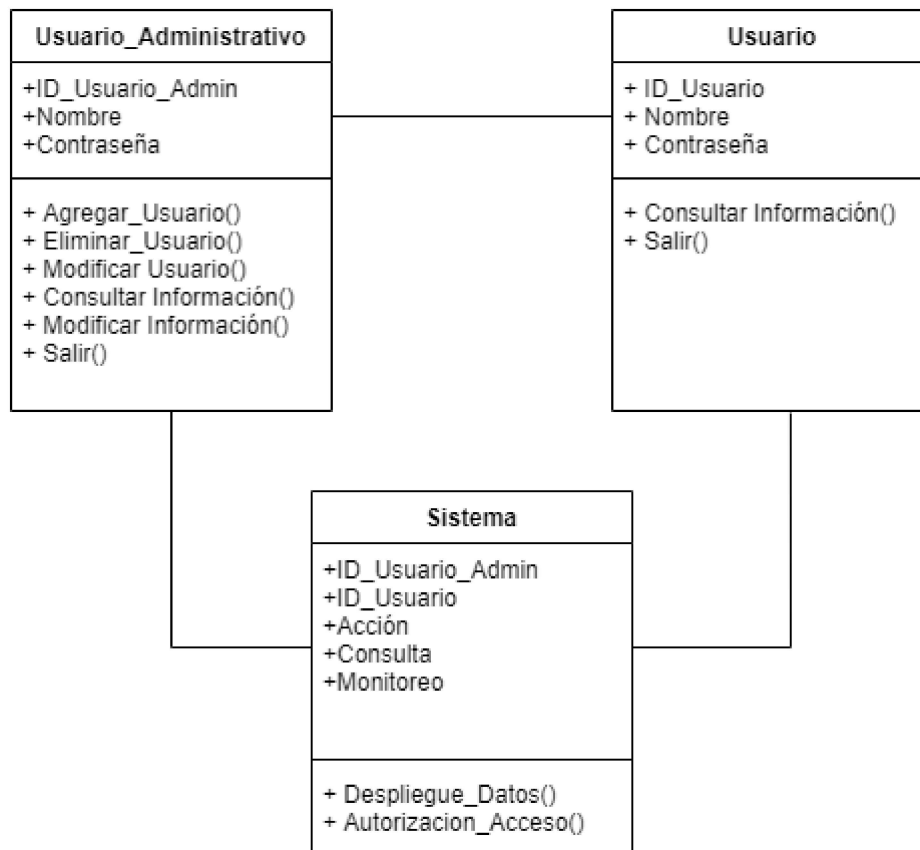 Usuario_Administrativo
+ID_Usuario_Admin
+Nombre
+Contraseña
+ Agregar_Usuario()
+ Eliminar_Usuario()
+ Modificar Usuario()
+ Consultar Información()
+ Modificar Información()
+ Salir()
Usuario
+ ID_Usuario
+ Nombre
+ Contraseña
+ Consultar Información()
+ Salir()
Sistema
+ID_Usuario_Admin
+ID_Usuario
+Acción
+Consulta
+Monitoreo
+ Despliegue_Datos()
+ Autorizacion_Acceso()